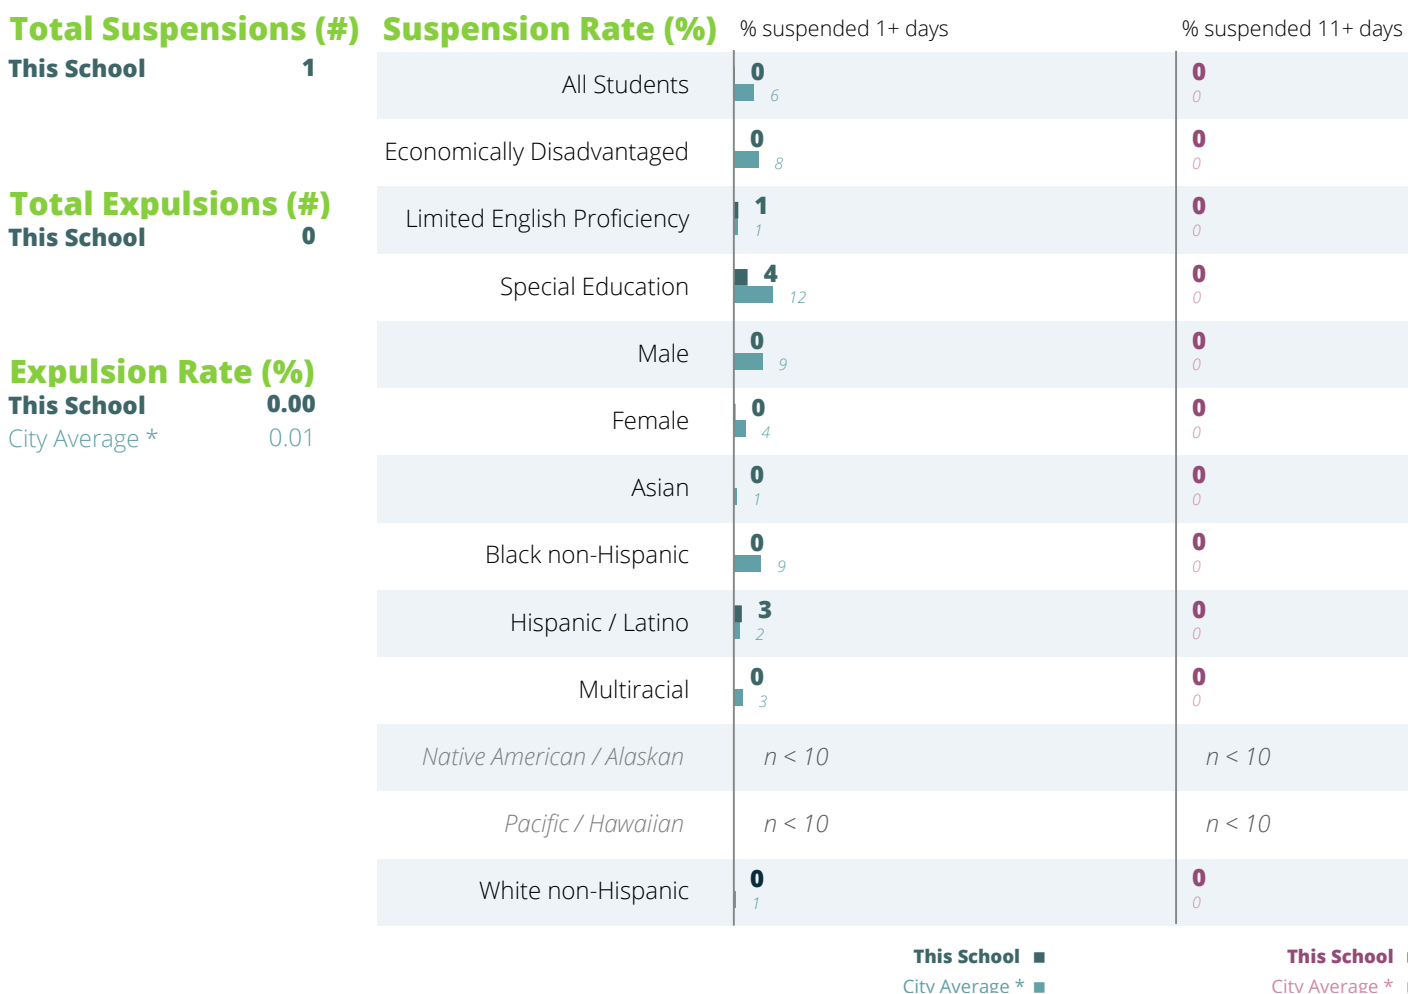 Total Suspensions (#)
This School 1
Total Expulsions (#)
This School 0
Expulsion Rate (%)
This School 0.00
City Average * 0.01
Suspension Rate (%) % suspended 1+ days % suspended 11+ days
All Students 0 0
6 0
Economically Disadvantaged 0 0
8 0
Limited English Proficiency 1 0
1 0
Special Education 4 0
12 0
Male 0 0
9 0
Female 0 0
4 0
Asian 0 0
1 0
Black non-Hispanic 0 0
9 0
Hispanic / Latino 3 0
2 0
Multiracial 0 0
3 0
Native American / Alaskan n < 10 n < 10
Pacific / Hawaiian n < 10 n < 10
White non-Hispanic 0 0
1 0
This School This School
City Average * City Average *